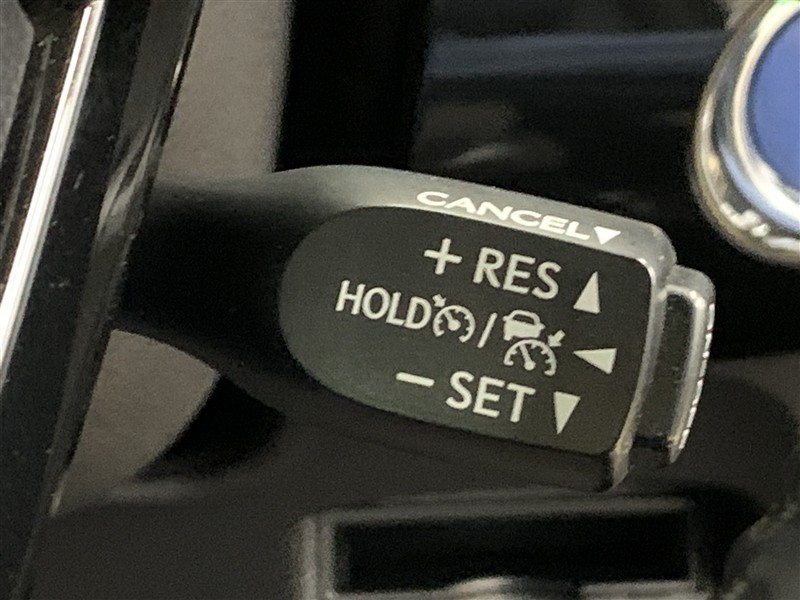 CANCEL▼
+ RES ▲
HOLD / ◀
− SET ▼